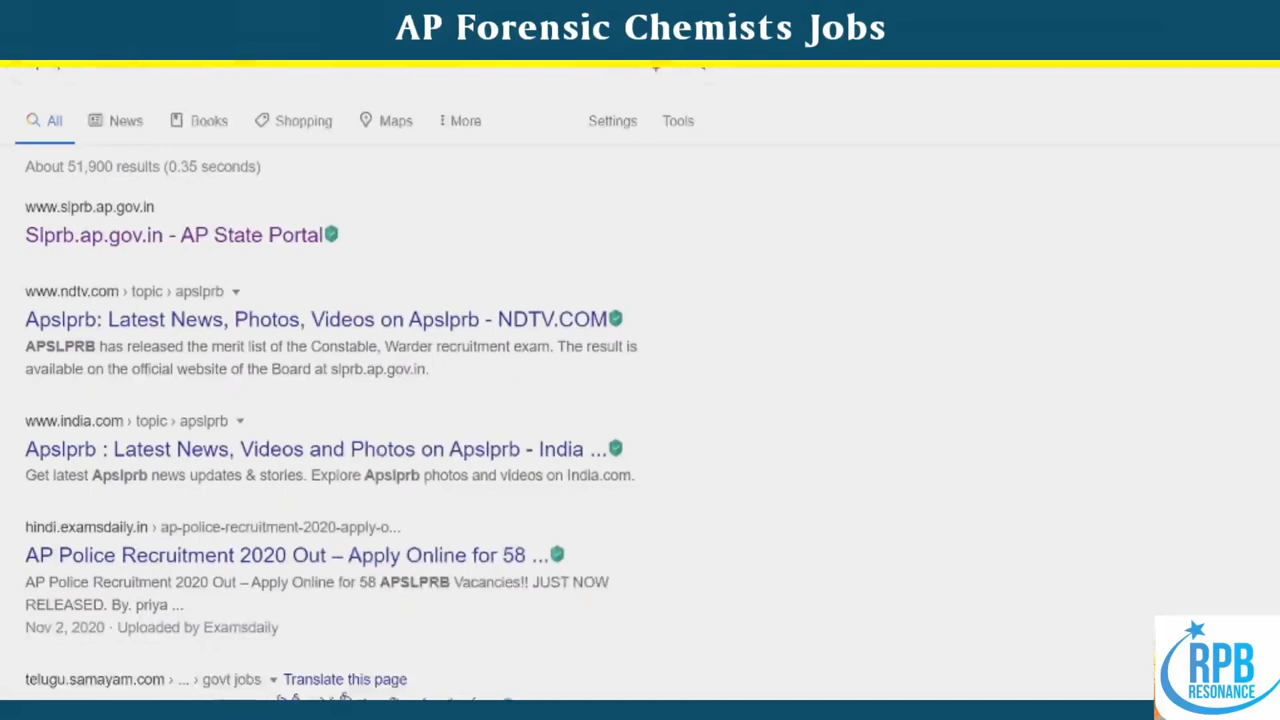 AP Forensic Chemists Jobs
All News Books Shopping Maps More Settings Tools
About 51,900 results (0.35 seconds)
www.slprb.ap.gov.in
Slprb.ap.gov.in - AP State Portal
www.ndtv.com › topic › apslprb
Apslprb: Latest News, Photos, Videos on Apslprb - NDTV.COM
APSLPRB has released the merit list of the Constable, Warder recruitment exam. The result is
available on the official website of the Board at slprb.ap.gov.in.
www.india.com › topic › apslprb
Apslprb : Latest News, Videos and Photos on Apslprb - India ...
Get latest Apslprb news updates & stories. Explore Apslprb photos and videos on India.com.
hindi.examsdaily.in › ap-police-recruitment-2020-apply-o...
AP Police Recruitment 2020 Out – Apply Online for 58 ...
AP Police Recruitment 2020 Out – Apply Online for 58 APSLPRB Vacancies!! JUST NOW
RELEASED. By. priya ...
Nov 2, 2020 · Uploaded by Examsdaily
telugu.samayam.com › ... › govt jobs Translate this page
RPB
RESONANCE